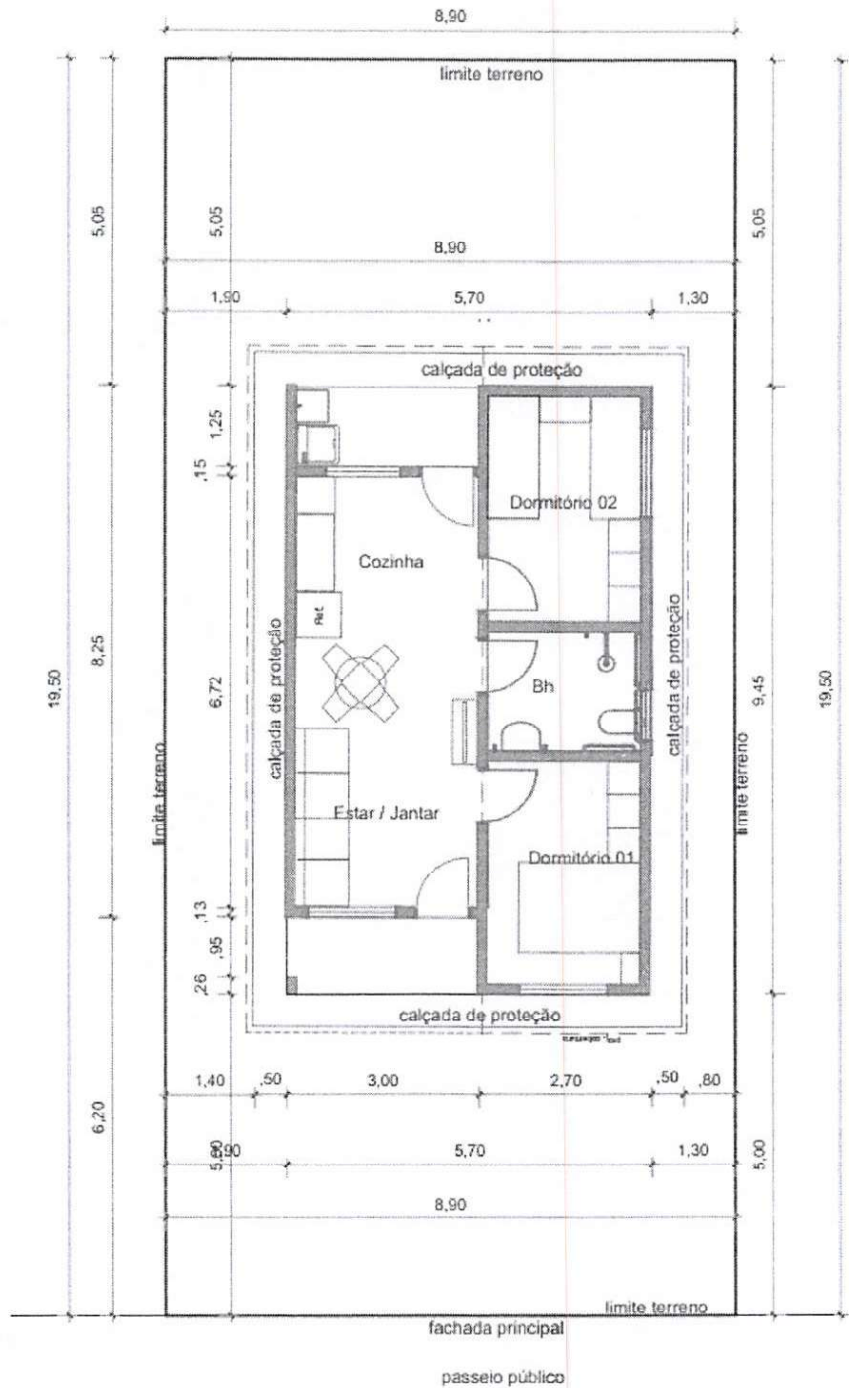 8,90
limite terreno
5,05
5,05
5,05
8,90
1,90
5,70
1,30
calçada de proteção
1,25
,15
Dormitório 02
Cozinha
Ref.
calçada de proteção
calçada de proteção
19,50
8,25
6,72
Bh
9,45
19,50
limite terreno
limite terreno
Estar / Jantar
Dormitório 01
,13
,95
,26
calçada de proteção
1,40
,50
3,00
2,70
,50
,80
6,20
5,70
1,30
5,00
8,90
limite terreno
fachada principal
passeio público